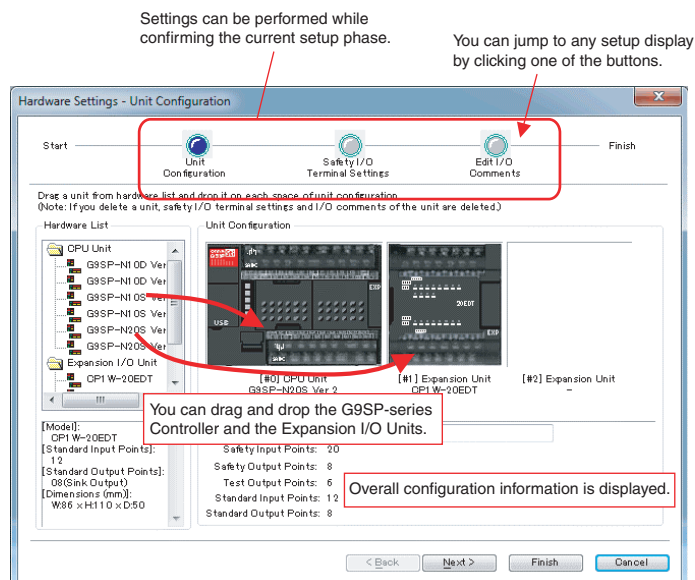 Settings can be performed while
confirming the current setup phase.
You can jump to any setup display
by clicking one of the buttons.
Hardware Settings - Unit Configuration
Start
Unit
Configuration
Safety I/O
Terminal Settings
Edit I/O
Comments
Finish
Drag a unit from hardware list and drop it on each space of unit configuration
(Note: If you delete a unit, safety I/O terminal settings and I/O comments of the unit are deleted.)
Hardware List
Unit Configuration
CPU Unit
G9SP-N10D Ver
G9SP-N10D Ver
G9SP-N10S Ver
G9SP-N10S Ver
G9SP-N20S Ver
G9SP-N20S Ver
Expansion I/O Unit
CP1W-20EDT
USB
EXP
20EDT
EXP
[#0] CPU Unit
G9SP-N20S Ver.2
[#1] Expansion Unit
CP1W-20EDT
[#2] Expansion Unit
-
You can drag and drop the G9SP-series
Controller and the Expansion I/O Units.
[Model]:
CP1W-20EDT
[Standard Input Points]:
12
[Standard Output Points]:
08(Sink Output)
[Dimensions (mm)]:
W:86 x H:110 x D:50
Safety Input Points: 20
Safety Output Points: 8
Test Output Points: 6
Standard Input Points: 12
Standard Output Points: 8
Overall configuration information is displayed.
< Back
Next >
Finish
Cancel